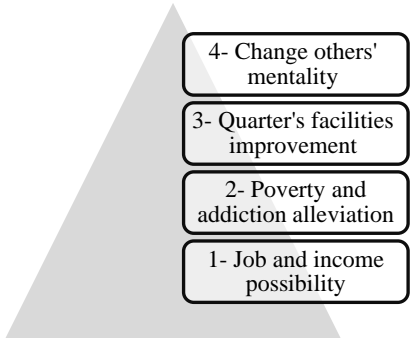 4- Change others'
mentality
3- Quarter's facilities
improvement
2- Poverty and
addiction alleviation
1- Job and income
possibility